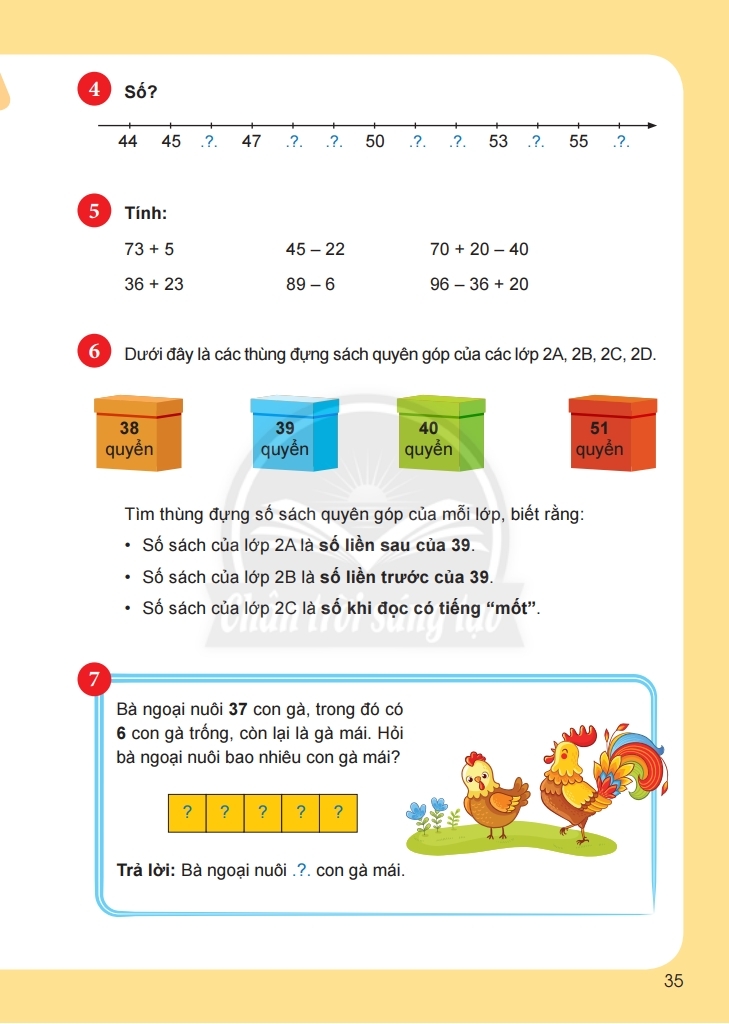 4 Số?
44 45 .?. 47 .?. .?. 50 .?. .?. 53 .?. 55 .?.
5 Tính:
73 + 5 45 – 22 70 + 20 – 40
36 + 23 89 – 6 96 – 36 + 20
6 Dưới đây là các thùng đựng sách quyên góp của các lớp 2A, 2B, 2C, 2D.
38 39 40 51
quyển quyển quyển quyển
Tìm thùng đựng số sách quyên góp của mỗi lớp, biết rằng:
• Số sách của lớp 2A là số liền sau của 39.
• Số sách của lớp 2B là số liền trước của 39.
• Số sách của lớp 2C là số khi đọc có tiếng “mốt”.
Chân trời sáng tạo
7
Bà ngoại nuôi 37 con gà, trong đó có
6 con gà trống, còn lại là gà mái. Hỏi
bà ngoại nuôi bao nhiêu con gà mái?
? ? ? ? ?
Trả lời: Bà ngoại nuôi .?. con gà mái.
35